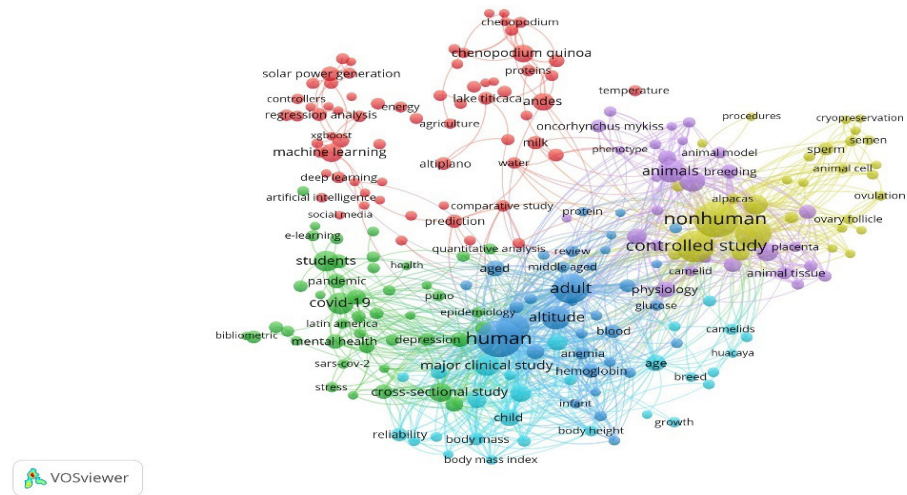 chenopodium
chenopodium quinoa
solar power generation
proteins
temperature
controllers
lake titicaca
andes
energy
regression analysis
agriculture
oncorhynchus mykiss
procedures
cryopreservation
xgboost
milk
phenotype
animal model
sperm
semen
machine learning
altiplano
water
animals
breeding
animal cell
deep learning
artificial intelligence
alpacas
ovulation
social media
comparative study
protein
nonhuman
ovary follicle
prediction
e-learning
quantitative analysis
review
controlled study
placenta
students
health
aged
middle aged
camelid
animal tissue
pandemic
puno
adult
physiology
covid-19
glucose
latin america
epidemiology
altitude
bibliometric
mental health
depression
human
blood
camelids
sars-cov-2
major clinical study
anemia
hemoglobin
age
huacaya
stress
cross-sectional study
breed
child
infant
growth
reliability
body mass
body height
body mass index
VOSviewer